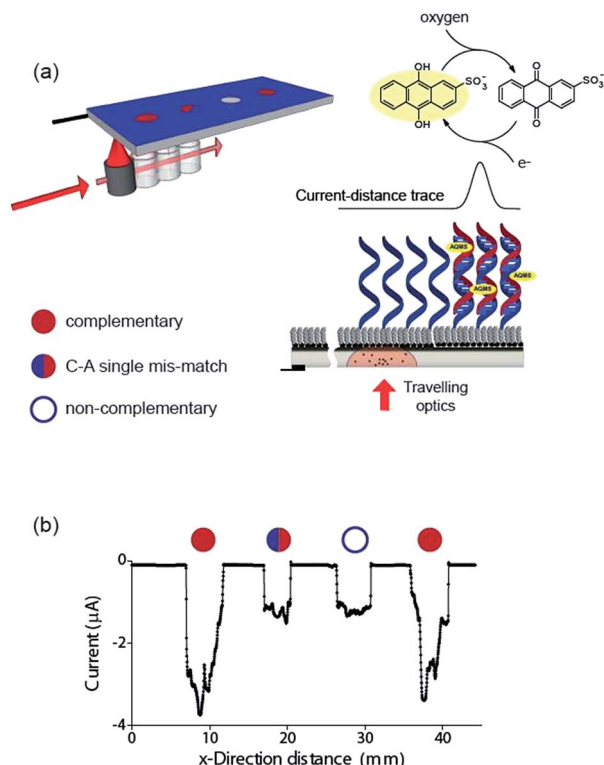 (a)
oxygen
OH
SO₃⁻
OH
O
SO₃⁻
O
e-
Current-distance trace
AQMS
AQMS
AQMS
complementary
C-A single mis-match
non-complementary
Travelling
optics
(b)
0
-2
-4
Current (μA)
0 10 20 30 40
x-Direction distance (mm)